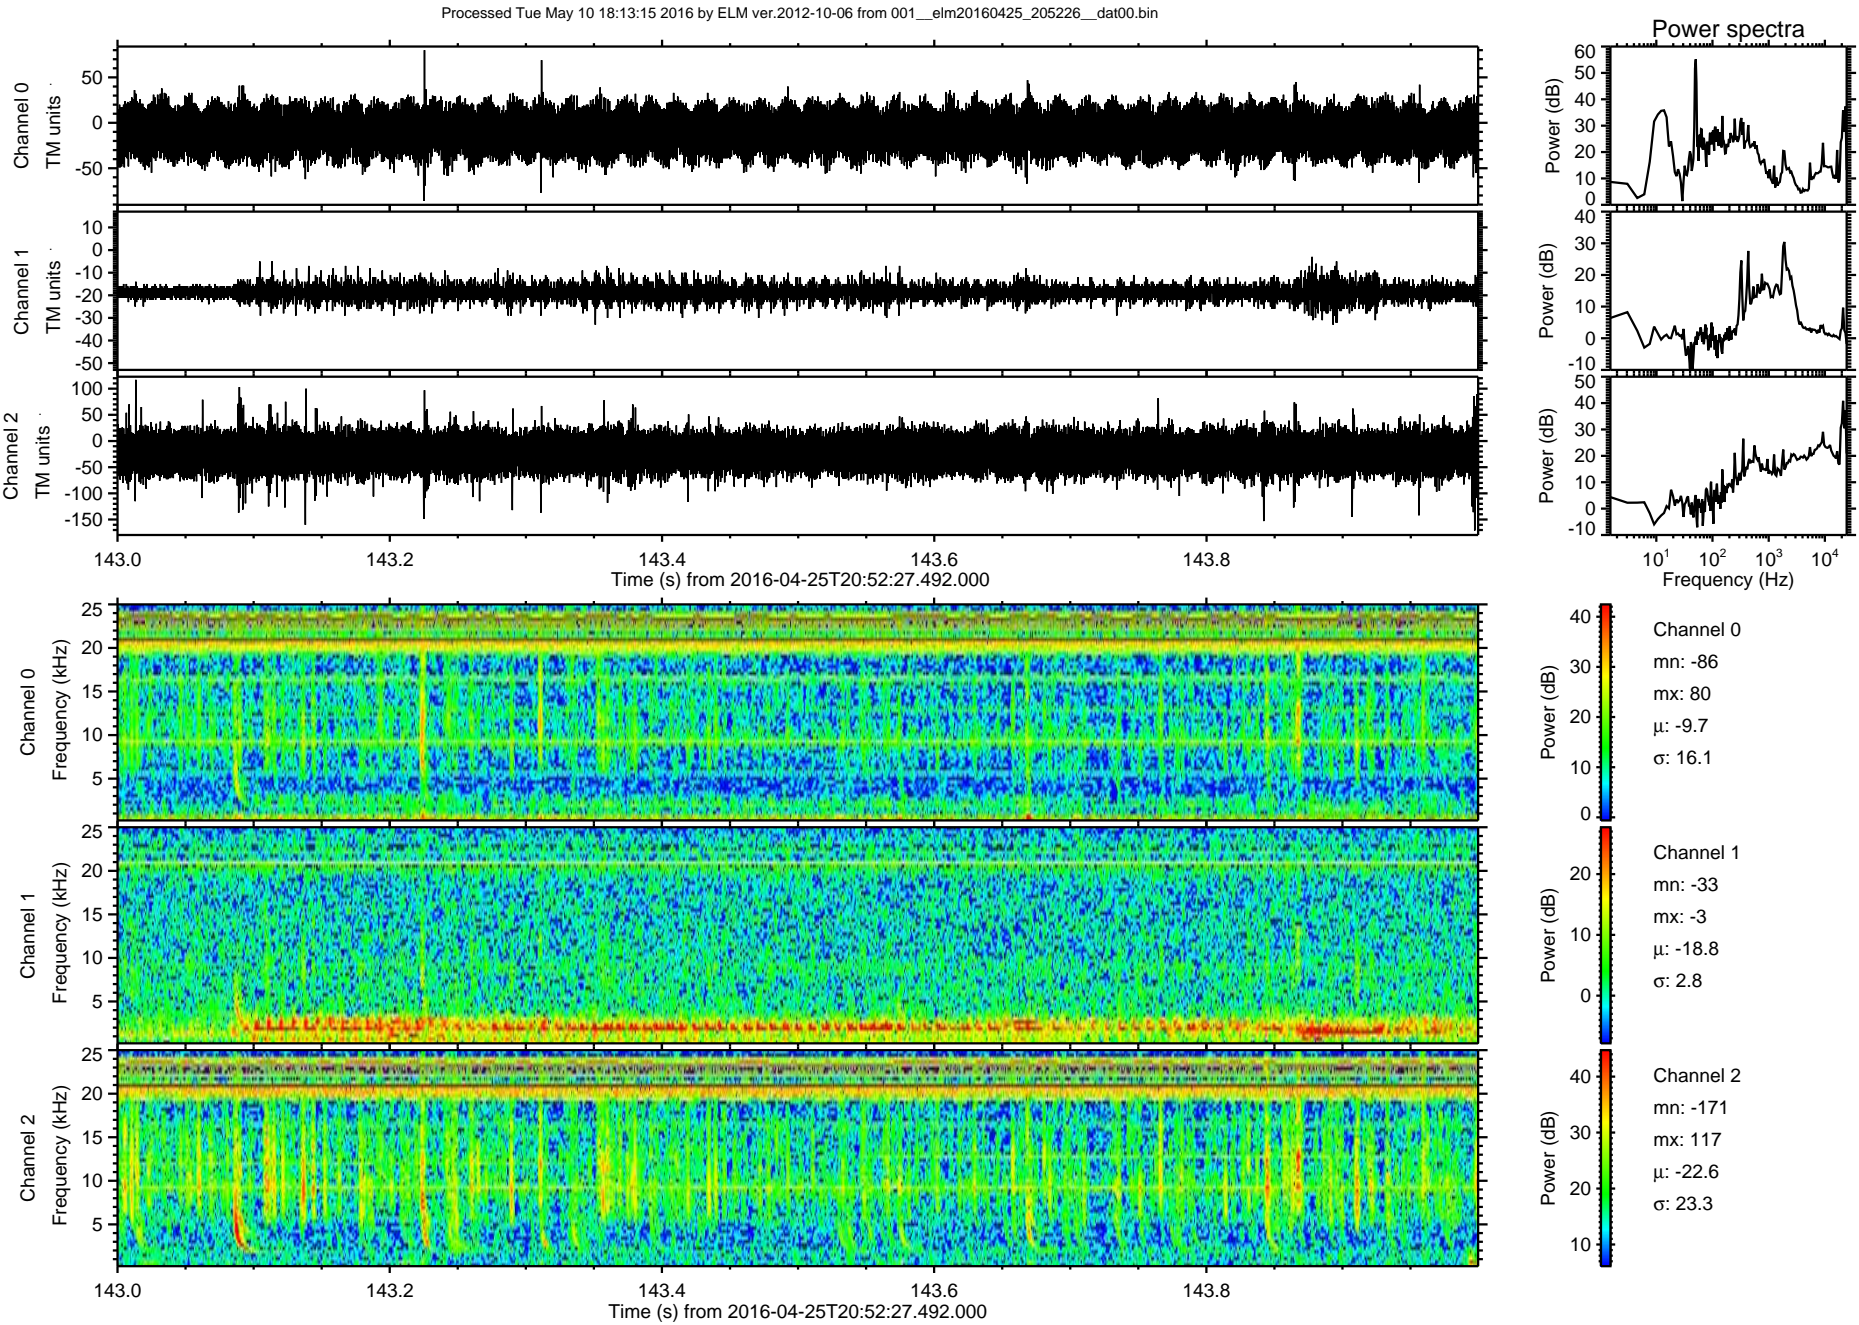 Processed Tue May 10 18:13:15 2016 by ELM ver.2012-10-06 from 001__elm20160425_205226__dat00.bin
Power spectra
Channel 0
TM units
50
0
-50
Power (dB)
60
50
40
30
20
10
0
Channel 1
TM units
10
0
-10
-20
-30
-40
-50
Power (dB)
40
30
20
10
0
-10
Channel 2
TM units
100
50
0
-50
-100
-150
Power (dB)
50
40
30
20
10
0
-10
143.0 143.2 143.4 143.6 143.8
Time (s) from 2016-04-25T20:52:27.492.000
10^1 10^2 10^3 10^4
Frequency (Hz)
Channel 0
Frequency (kHz)
25
20
15
10
5
Power (dB)
40
30
20
10
0
Channel 0
mn: -86
mx: 80
µ: -9.7
σ: 16.1
Channel 1
Frequency (kHz)
25
20
15
10
5
Power (dB)
20
10
0
Channel 1
mn: -33
mx: -3
µ: -18.8
σ: 2.8
Channel 2
Frequency (kHz)
25
20
15
10
5
Power (dB)
40
30
20
10
Channel 2
mn: -171
mx: 117
µ: -22.6
σ: 23.3
143.0 143.2 143.4 143.6 143.8
Time (s) from 2016-04-25T20:52:27.492.000